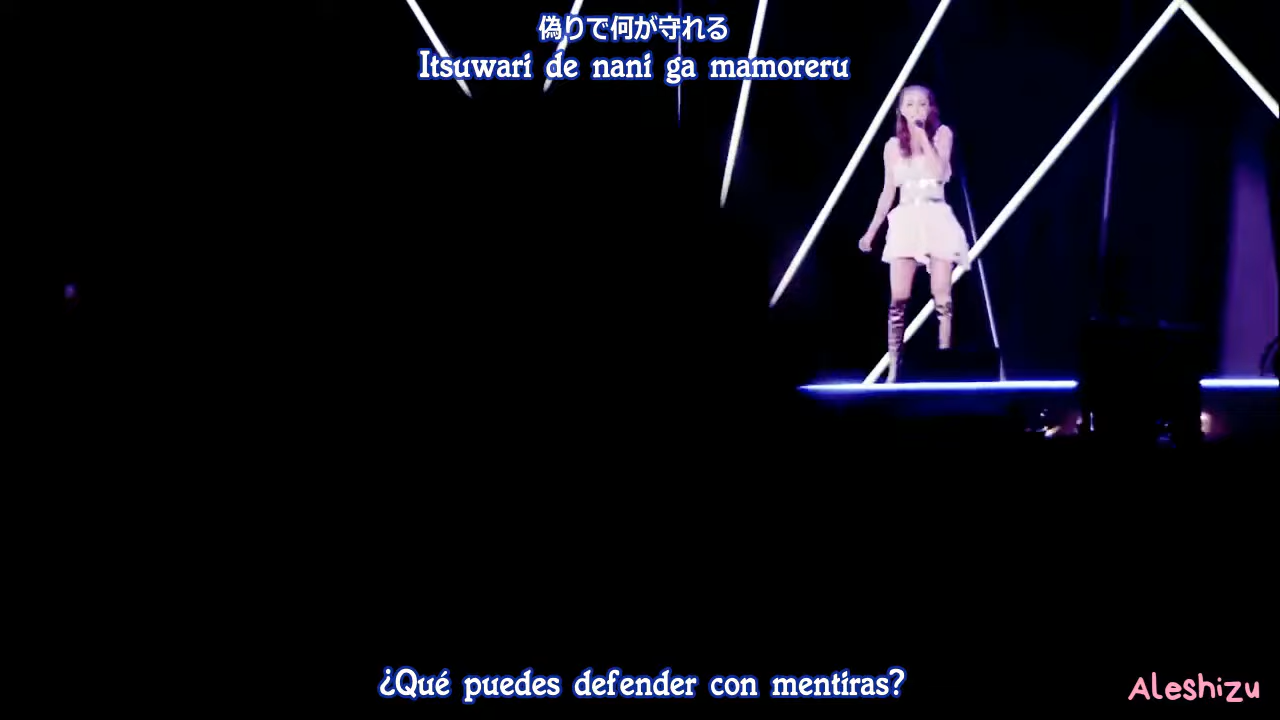 偽りで何が守れる
Itsuwari de nani ga mamoreru
¿Qué puedes defender con mentiras?
Aleshizu